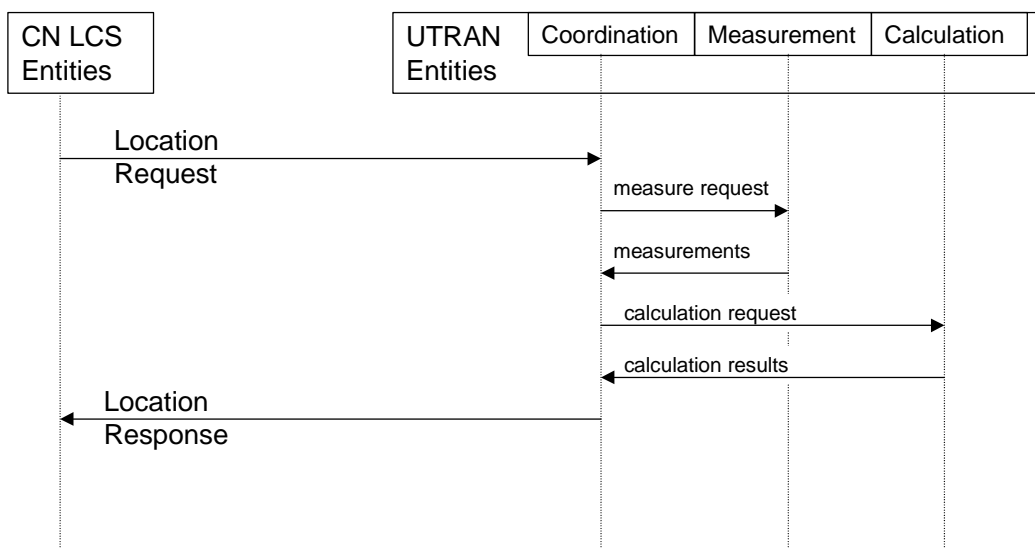 CN LCS
Entities
UTRAN
Entities
Coordination
Measurement
Calculation
Location
Request
measure request
measurements
calculation request
calculation results
Location
Response